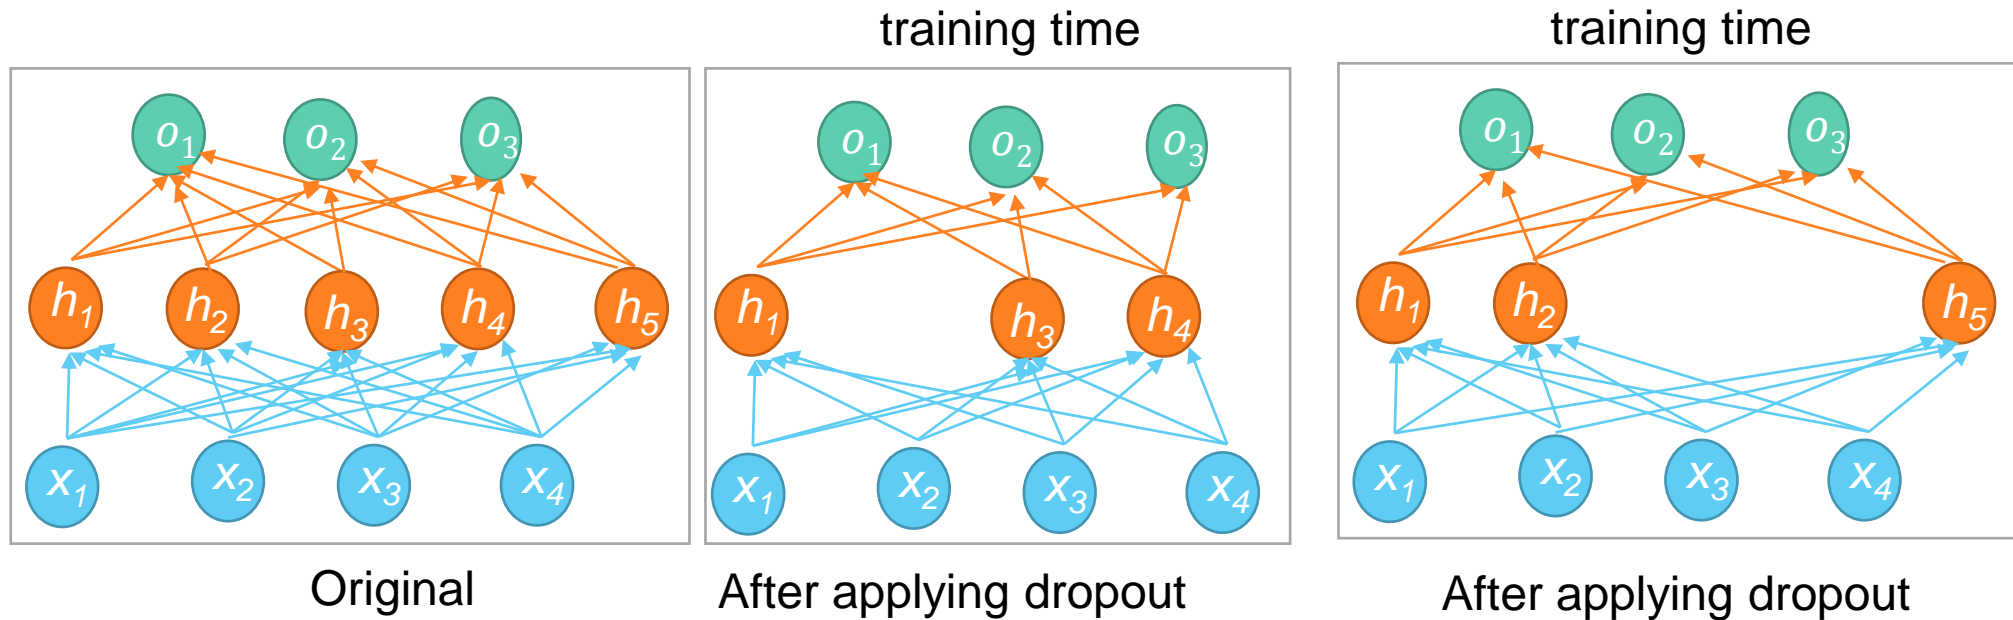 training time
training time
o1 o2 o3
h1 h2 h3 h4 h5
x1 x2 x3 x4
o1 o2 o3
h1 h3 h4
x1 x2 x3 x4
o1 o2 o3
h1 h2 h5
x1 x2 x3 x4
Original
After applying dropout
After applying dropout